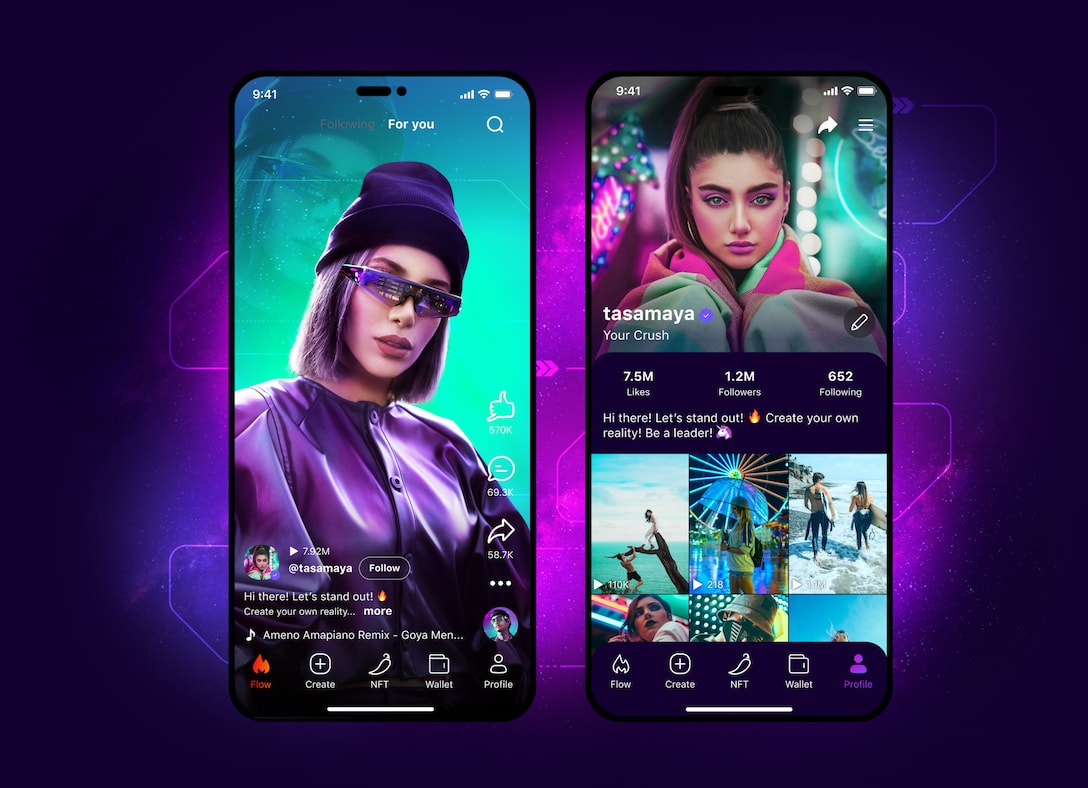 9:41
Following For you
570K
69.3K
58.7K
7.92M
@tasamaya Follow
Hi there! Let's stand out! 🔥
Create your own reality... more
Ameno Amapiano Remix - Goya Men...
Flow Create NFT Wallet Profile
9:41
tasamaya
Your Crush
7.5M 1.2M 652
Likes Followers Following
Hi there! Let's stand out! 🔥 Create your own
reality! Be a leader! 🦄
110K 218 1.1M
Flow Create NFT Wallet Profile